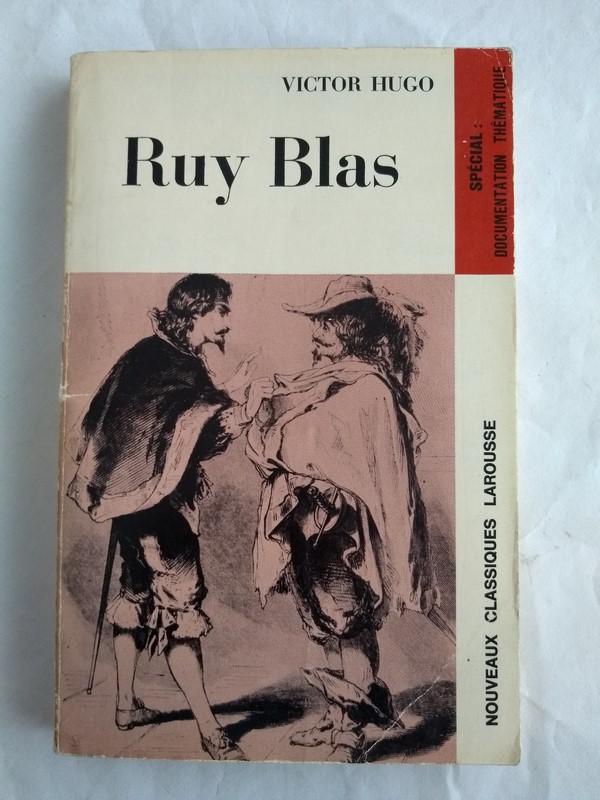 VICTOR HUGO
Ruy Blas
SPÉCIAL :
DOCUMENTATION THÉMATIQUE
NOUVEAUX CLASSIQUES LAROUSSE